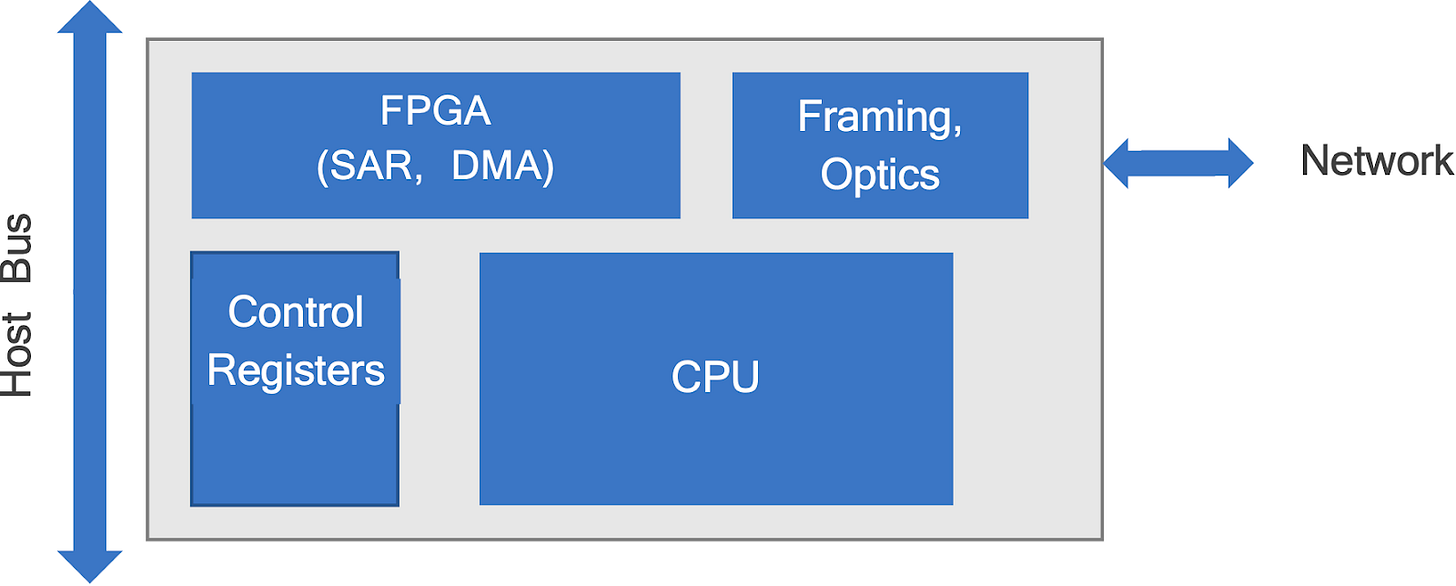 Host Bus
FPGA
(SAR, DMA)
Framing,
Optics
Network
Control
Registers
CPU